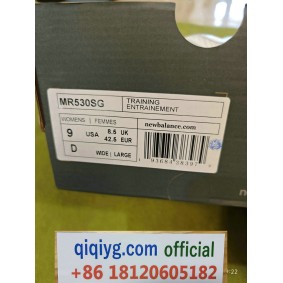 MR530SG
TRAINING
ENTRAINEMENT
WOMENS | FEMMES
9 USA 8.5 UK
42.5 EUR
D WIDE | LARGE
newbalance.com
qiqiyg.com official
+86 18120605182